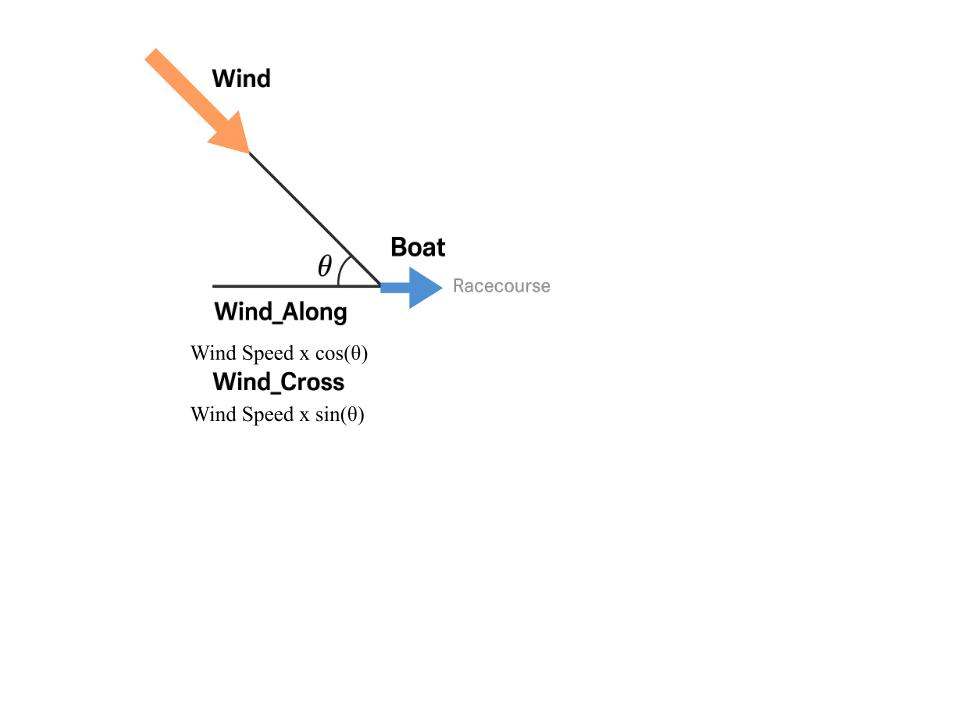 Wind
Boat
θ
Racecourse
Wind_Along
Wind Speed x cos(θ)
Wind_Cross
Wind Speed x sin(θ)